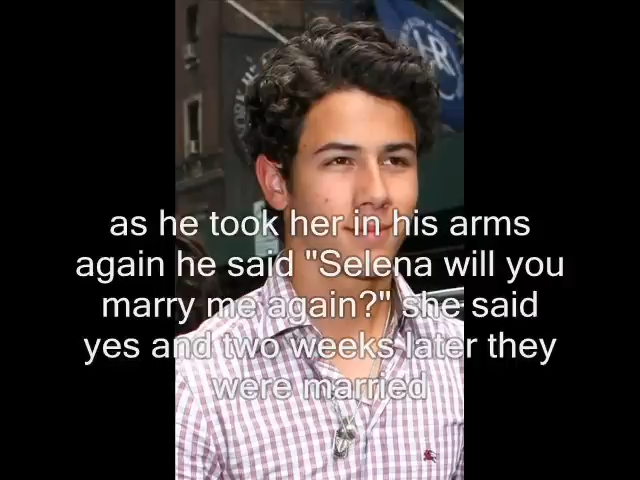 as he took her in his arms
again he said "Selena will you
marry me again?" she said
yes and two weeks later they
were married